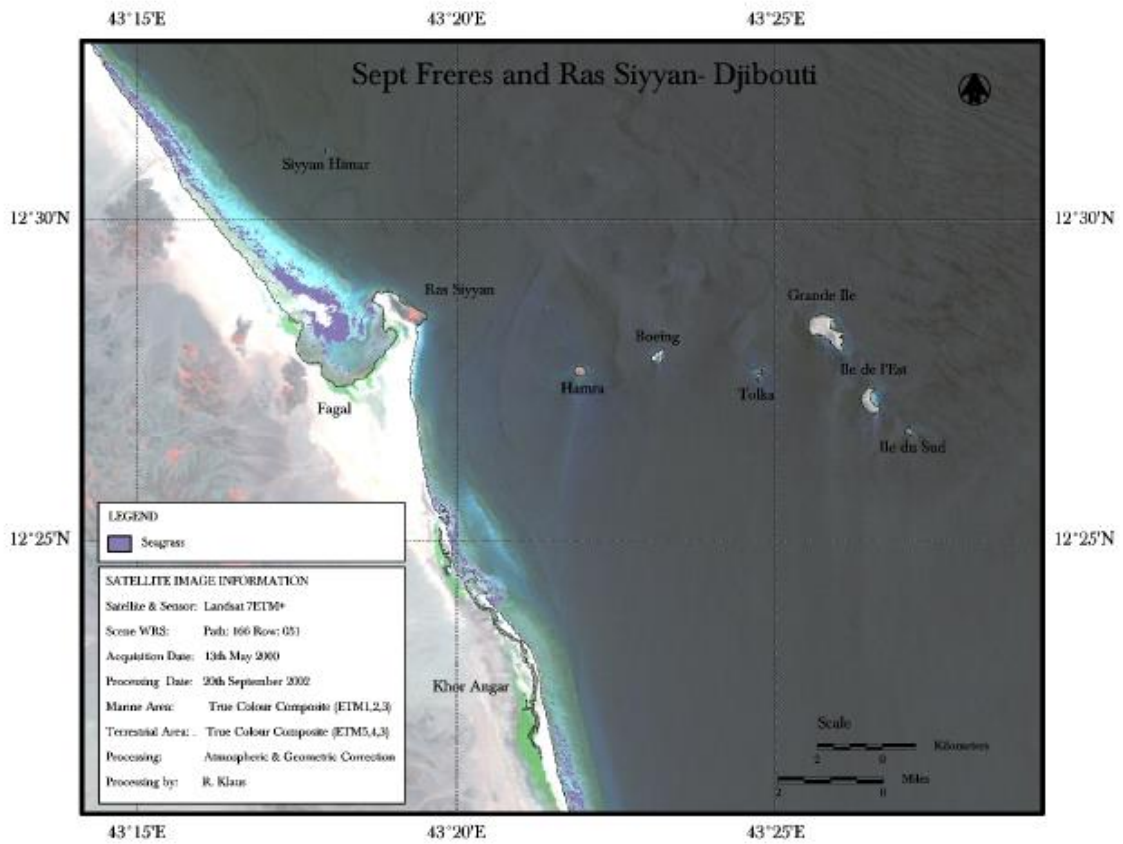 43°15'E 43°20'E 43°25'E
Sept Freres and Ras Siyyan- Djibouti
Siyyan Himar
12°30'N 12°30'N
Ras Siyyan
Grande Ile
Boeing
Ile de l'Est
Hamra
Tolka
Fagal
Ile du Sud
LEGEND
Seagrass
12°25'N 12°25'N
SATELLITE IMAGE INFORMATION
Satellite & Sensor: Landsat 7ETM+
Scene WRS: Path: 166 Row: 051
Acquisition Date: 13th May 2000
Processing Date: 20th September 2002
Marine Area: True Colour Composite (ETM1,2,3)
Terrestrial Area: True Colour Composite (ETM5,4,3)
Processing: Atmospheric & Geometric Correction
Processing by: R. Klaus
Khor Angar
Scale
Kilometers
2 0
Miles
2 0
43°15'E 43°20'E 43°25'E